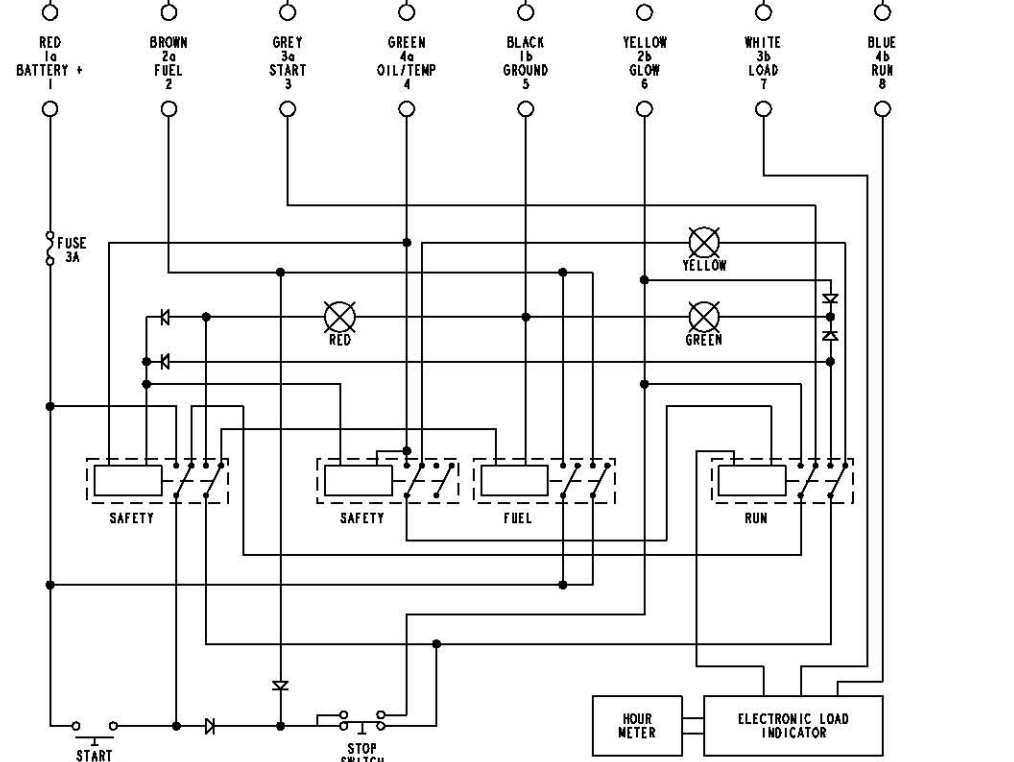 RED BROWN GREY GREEN BLACK YELLOW WHITE BLUE
1a 2a 3a 4a 1b 2b 3b 4b
BATTERY + FUEL START OIL/TEMP GROUND GLOW LOAD RUN
1 2 3 4 5 6 7 8
FUSE
3A
YELLOW
RED
GREEN
SAFETY SAFETY FUEL RUN
HOUR
METER
ELECTRONIC LOAD
INDICATOR
START
STOP
SWITCH